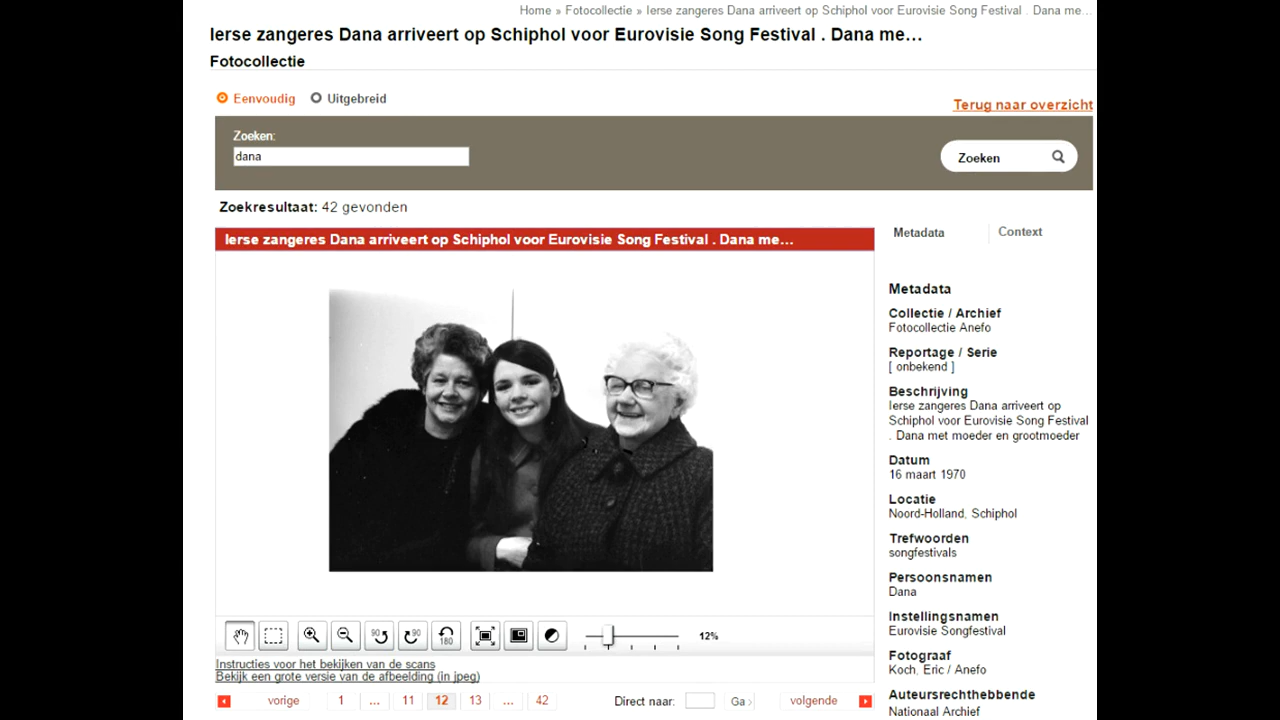 Home » Fotocollectie » Ierse zangeres Dana arriveert op Schiphol voor Eurovisie Song Festival . Dana me...
Ierse zangeres Dana arriveert op Schiphol voor Eurovisie Song Festival . Dana me...
Fotocollectie
Eenvoudig Uitgebreid
Terug naar overzicht
Zoeken:
dana
Zoeken
Zoekresultaat: 42 gevonden
Ierse zangeres Dana arriveert op Schiphol voor Eurovisie Song Festival . Dana me...
Metadata Context
Metadata
Collectie / Archief
Fotocollectie Anefo
Reportage / Serie
[ onbekend ]
Beschrijving
Ierse zangeres Dana arriveert op
Schiphol voor Eurovisie Song Festival
. Dana met moeder en grootmoeder
Datum
16 maart 1970
Locatie
Noord-Holland, Schiphol
Trefwoorden
songfestivals
Persoonsnamen
Dana
Instellingsnamen
Eurovisie Songfestival
Fotograaf
Koch, Eric / Anefo
Auteursrechthebbende
Nationaal Archief
90 90 180 12%
Instructies voor het bekijken van de scans
Bekijk een grote versie van de afbeelding (in jpeg)
vorige 1 ... 11 12 13 ... 42 Direct naar: Ga › volgende